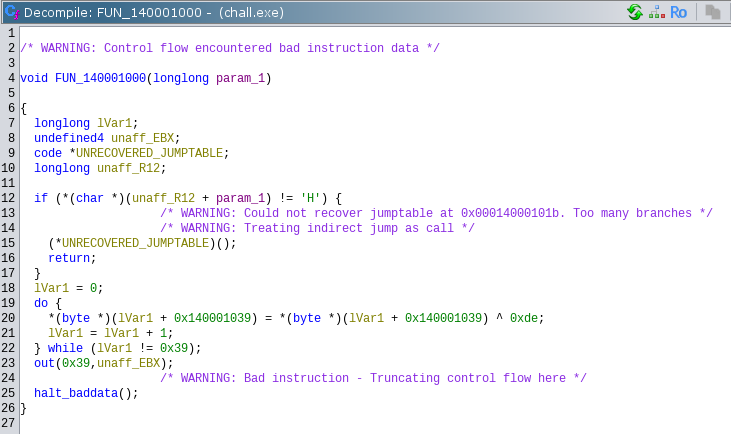 Decompile: FUN_140001000 - (chall.exe)
Ro
1
2 /* WARNING: Control flow encountered bad instruction data */
3
4 void FUN_140001000(longlong param_1)
5
6 {
7 longlong lVar1;
8 undefined4 unaff_EBX;
9 code *UNRECOVERED_JUMPTABLE;
10 longlong unaff_R12;
11
12 if (*(char *)(unaff_R12 + param_1) != 'H') {
13 /* WARNING: Could not recover jumptable at 0x00014000101b. Too many branches */
14 /* WARNING: Treating indirect jump as call */
15 (*UNRECOVERED_JUMPTABLE)();
16 return;
17 }
18 lVar1 = 0;
19 do {
20 *(byte *)(lVar1 + 0x140001039) = *(byte *)(lVar1 + 0x140001039) ^ 0xde;
21 lVar1 = lVar1 + 1;
22 } while (lVar1 != 0x39);
23 out(0x39,unaff_EBX);
24 /* WARNING: Bad instruction - Truncating control flow here */
25 halt_baddata();
26 }
27